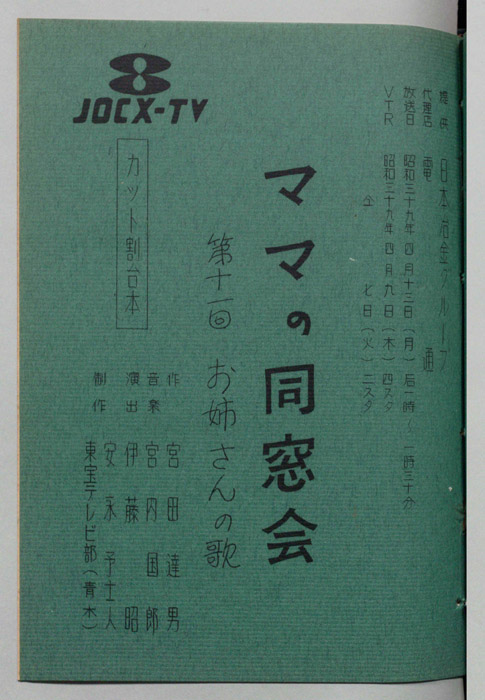 提供 日本冶金グループ
代理店 電通
放送日 昭和三十九年四月十三日(月)后一時〜一時三十分
VTR 昭和三十九年四月九日(木)四スタ
仝 七日(火)二スタ
ママの同窓会
第十一回 お姉さんの歌
8
JOCX-TV
カット割台本
作 宮田達男
音楽 宮内国郎
演出 伊藤昭
安永予士人
制作 東宝テレビ部(青木)